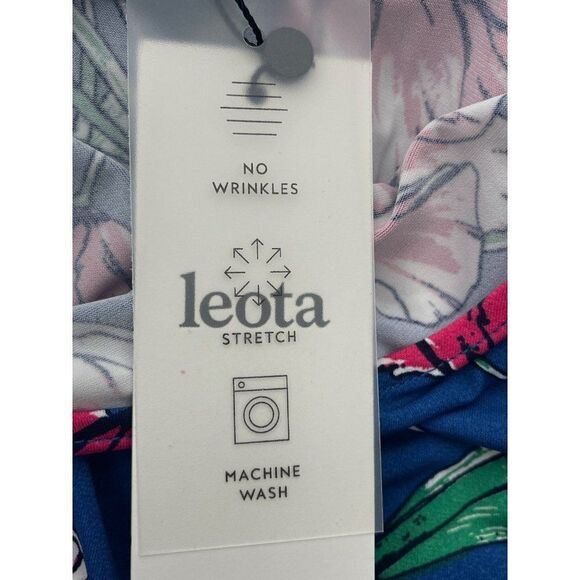 NO
WRINKLES
leota
STRETCH
MACHINE
WASH